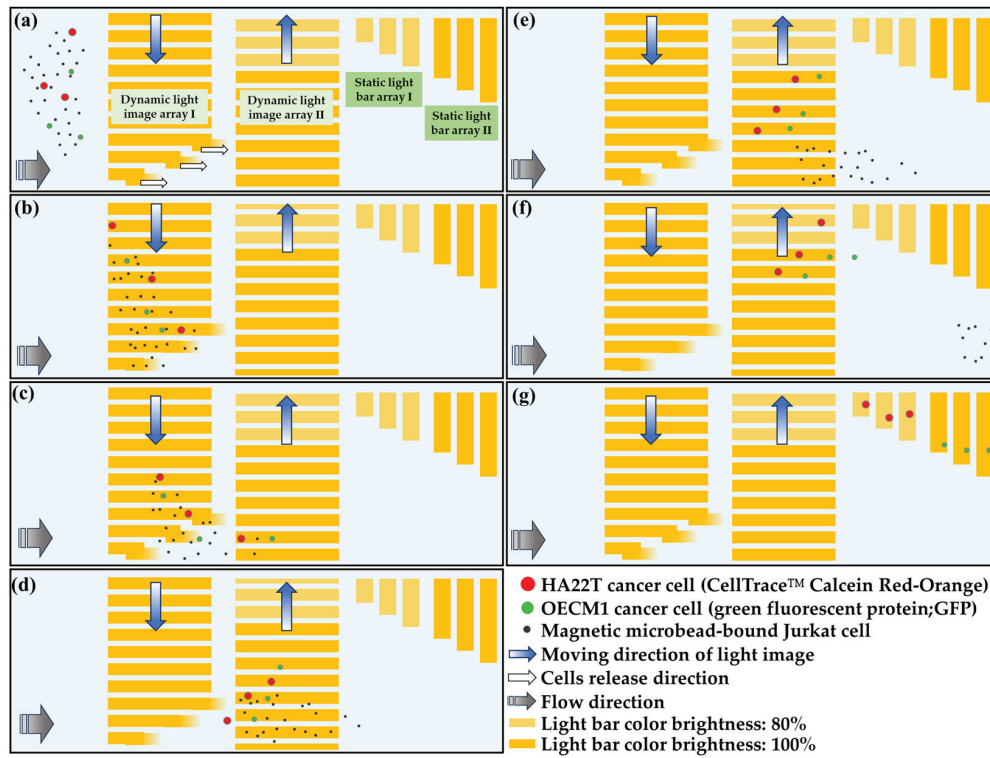 (a)
Dynamic light
image array I
Dynamic light
image array II
Static light
bar array I
Static light
bar array II
(b)
(c)
(d)
(e)
(f)
(g)
HA22T cancer cell (CellTrace™ Calcein Red-Orange)
OECM1 cancer cell (green fluorescent protein;GFP)
Magnetic microbead-bound Jurkat cell
Moving direction of light image
Cells release direction
Flow direction
Light bar color brightness: 80%
Light bar color brightness: 100%